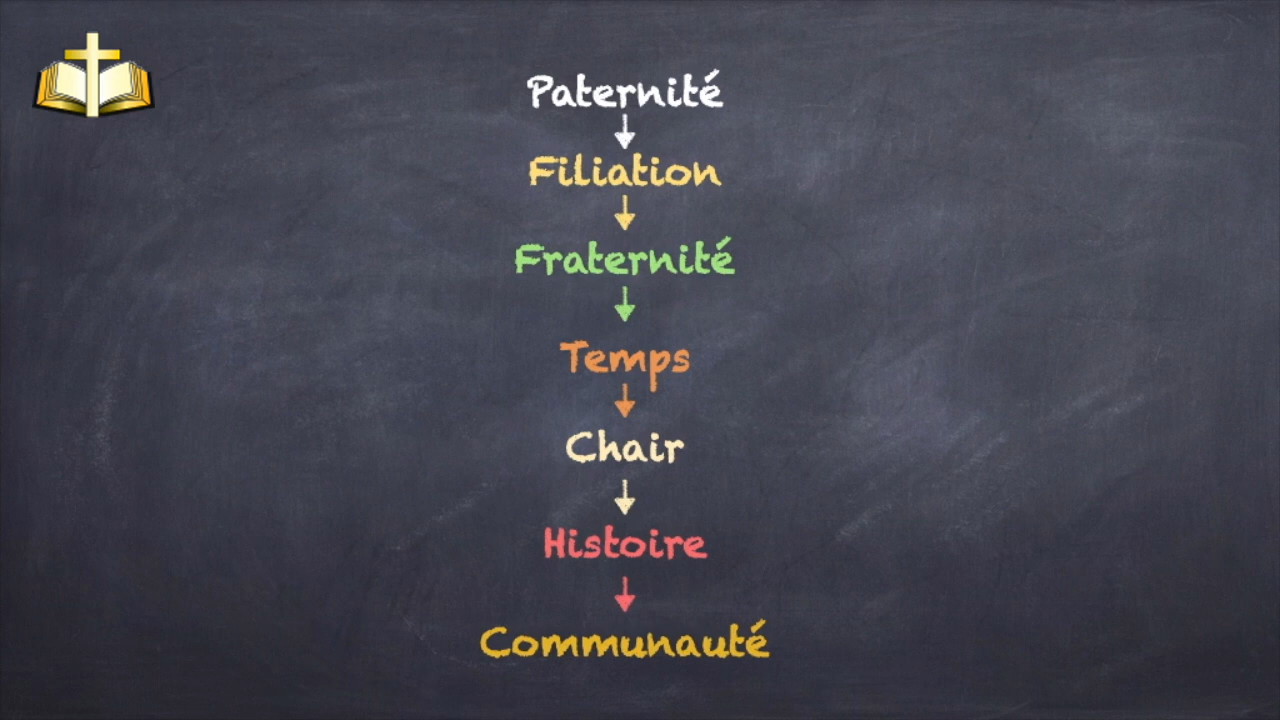 Paternité
Filiation
Fraternité
Temps
Chair
Histoire
Communauté